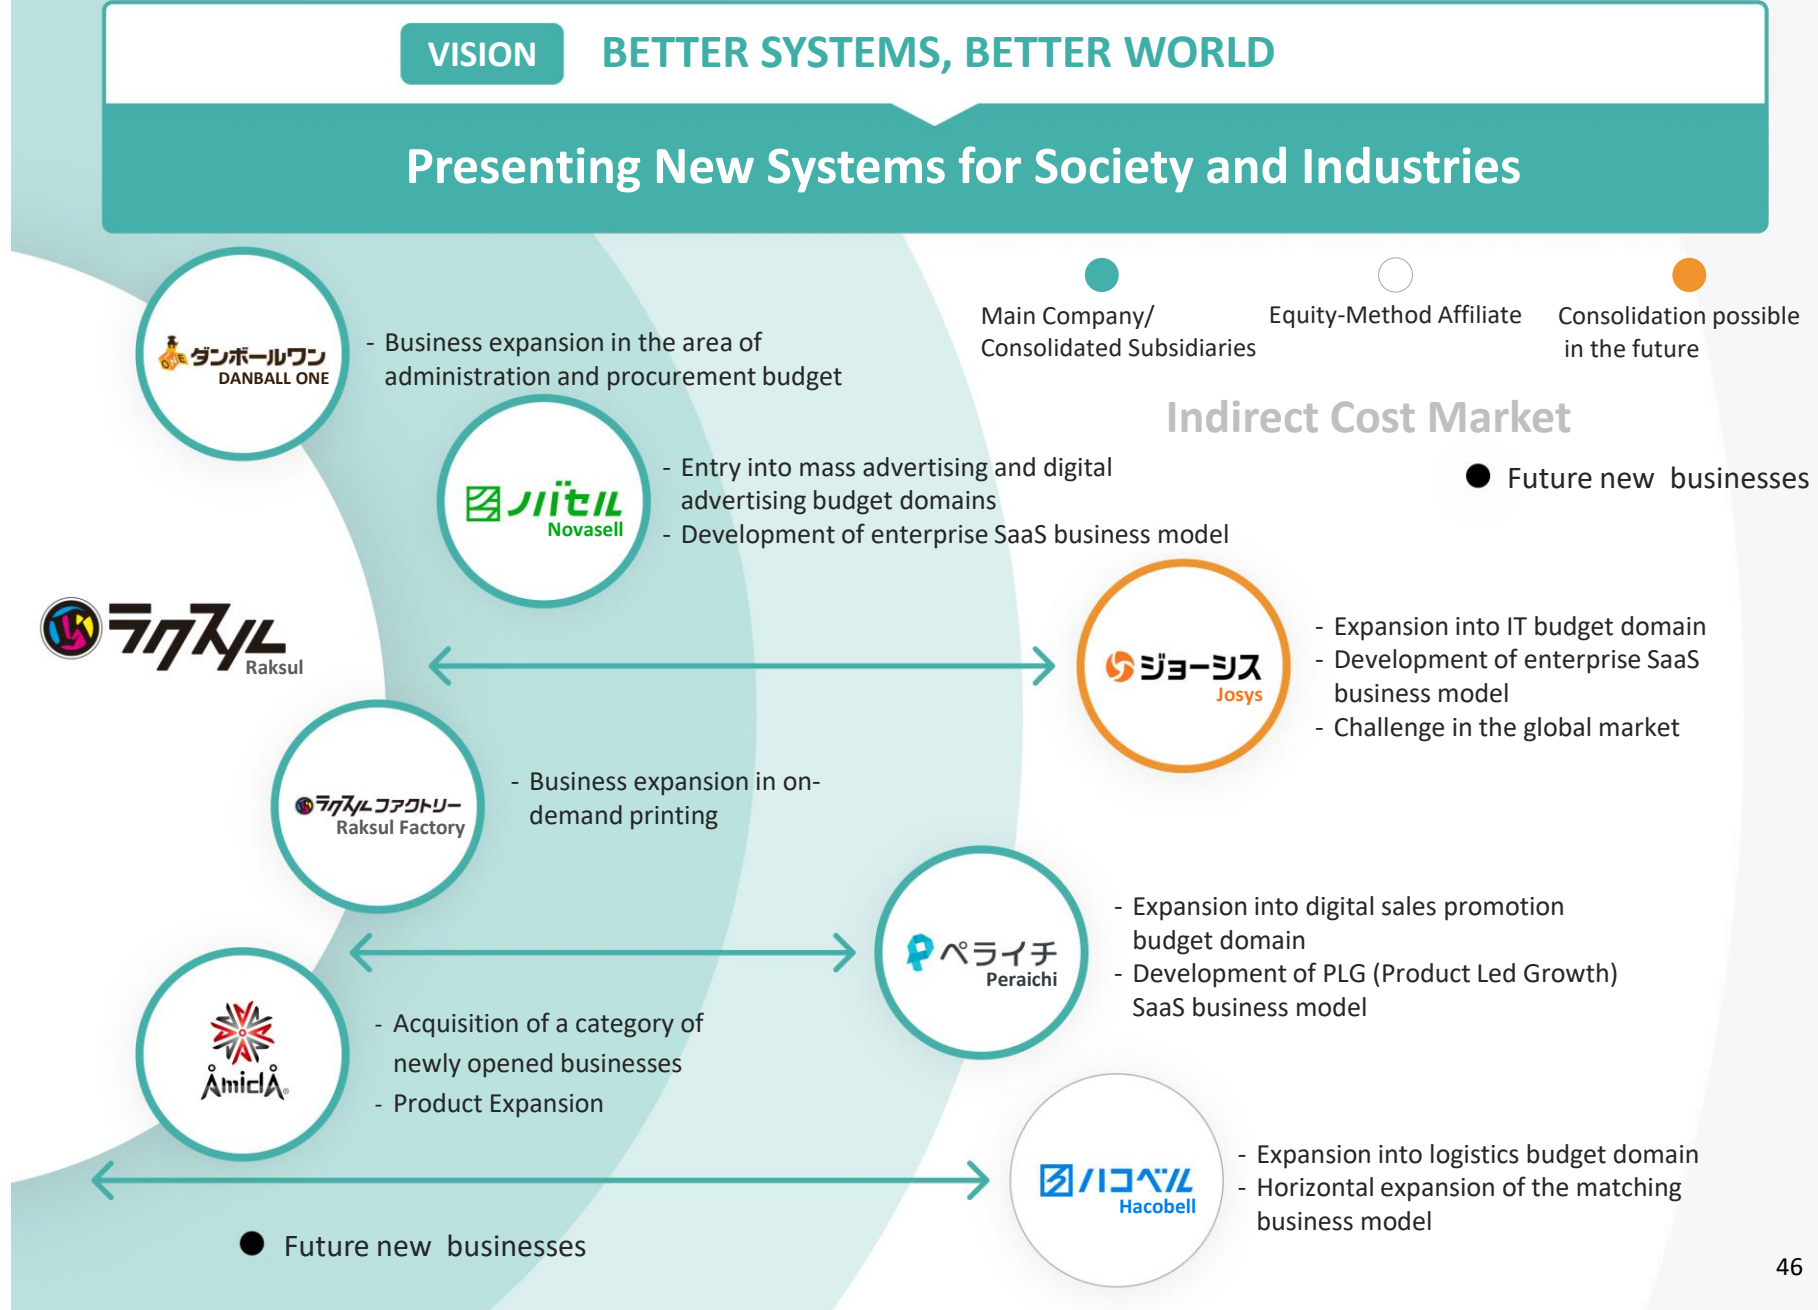 VISION
BETTER SYSTEMS, BETTER WORLD
Presenting New Systems for Society and Industries
Main Company/
Consolidated Subsidiaries
Equity-Method Affiliate
Consolidation possible
in the future
ダンボールワン
DANBALL ONE
- Business expansion in the area of
administration and procurement budget
Indirect Cost Market
● Future new businesses
ノバセル
Novasell
- Entry into mass advertising and digital
advertising budget domains
- Development of enterprise SaaS business model
ラクスル
Raksul
ジョーシス
Josys
- Expansion into IT budget domain
- Development of enterprise SaaS
business model
- Challenge in the global market
ラクスルファクトリー
Raksul Factory
- Business expansion in on-
demand printing
ペライチ
Peraichi
- Expansion into digital sales promotion
budget domain
- Development of PLG (Product Led Growth)
SaaS business model
AmiclA®
- Acquisition of a category of
newly opened businesses
- Product Expansion
ハコベル
Hacobell
- Expansion into logistics budget domain
- Horizontal expansion of the matching
business model
● Future new businesses
46